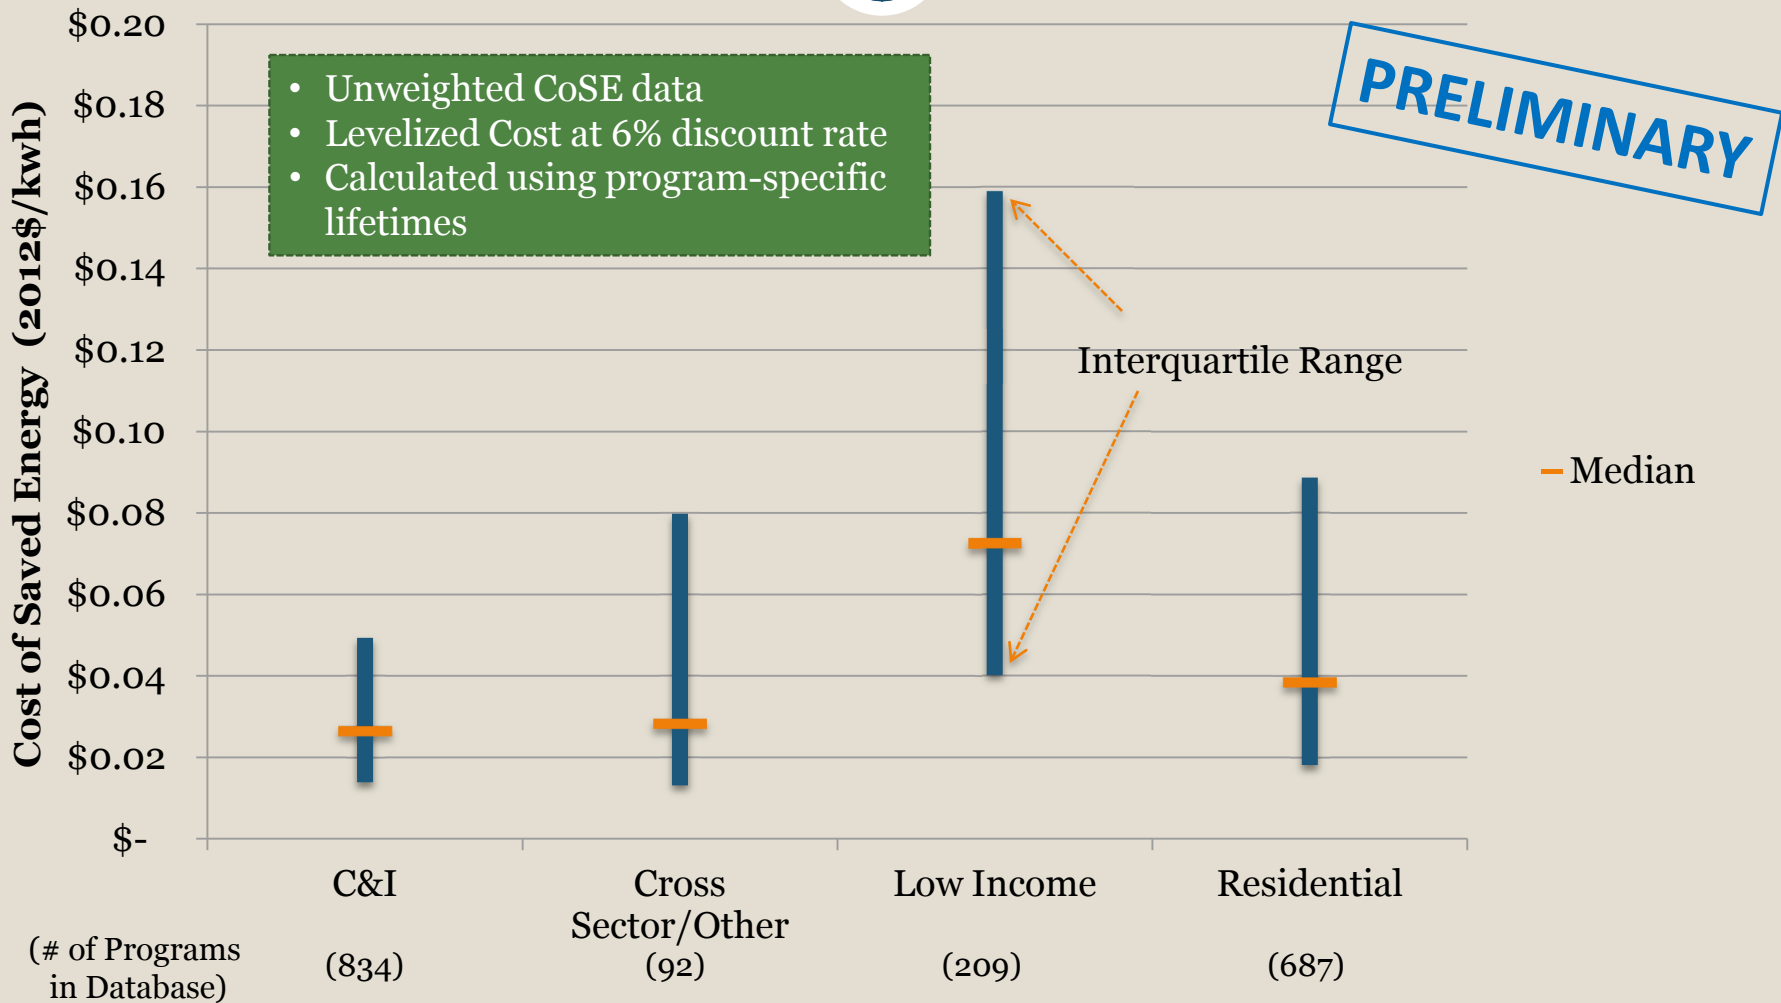 $0.20
$0.18
$0.16
$0.14
$0.12
$0.10
$0.08
$0.06
$0.04
$0.02
$-
Cost of Saved Energy (2012$/kwh)
• Unweighted CoSE data
• Levelized Cost at 6% discount rate
• Calculated using program-specific
lifetimes
PRELIMINARY
Interquartile Range
Median
C&I
Cross
Sector/Other
Low Income
Residential
(# of Programs
in Database)
(834)
(92)
(209)
(687)